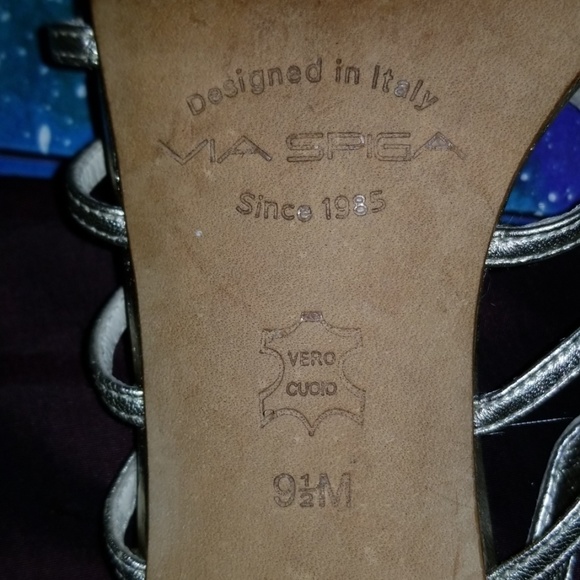 Designed in Italy
VIA SPIGA
Since 1985
VERO
CUOIO
9½M